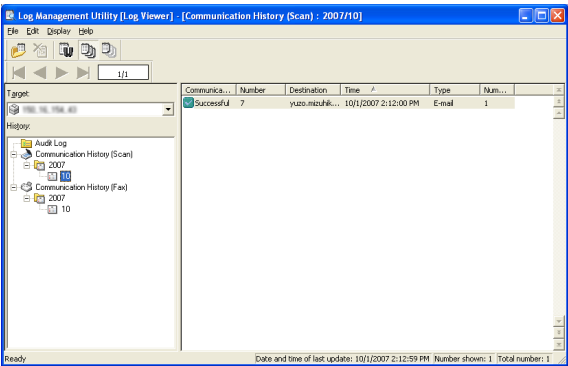 Log Management Utility [Log Viewer] - [Communication History (Scan) : 2007/10]
File Edit Display Help
1/1
Target:
History:
Audit Log
Communication History (Scan)
2007
10
Communication History (Fax)
2007
10
Communica... Number Destination Time Type Num...
Successful 7 yuzo.mizuhik... 10/1/2007 2:12:00 PM E-mail 1
Ready Date and time of last update: 10/1/2007 2:12:59 PM Number shown: 1 Total number: 1